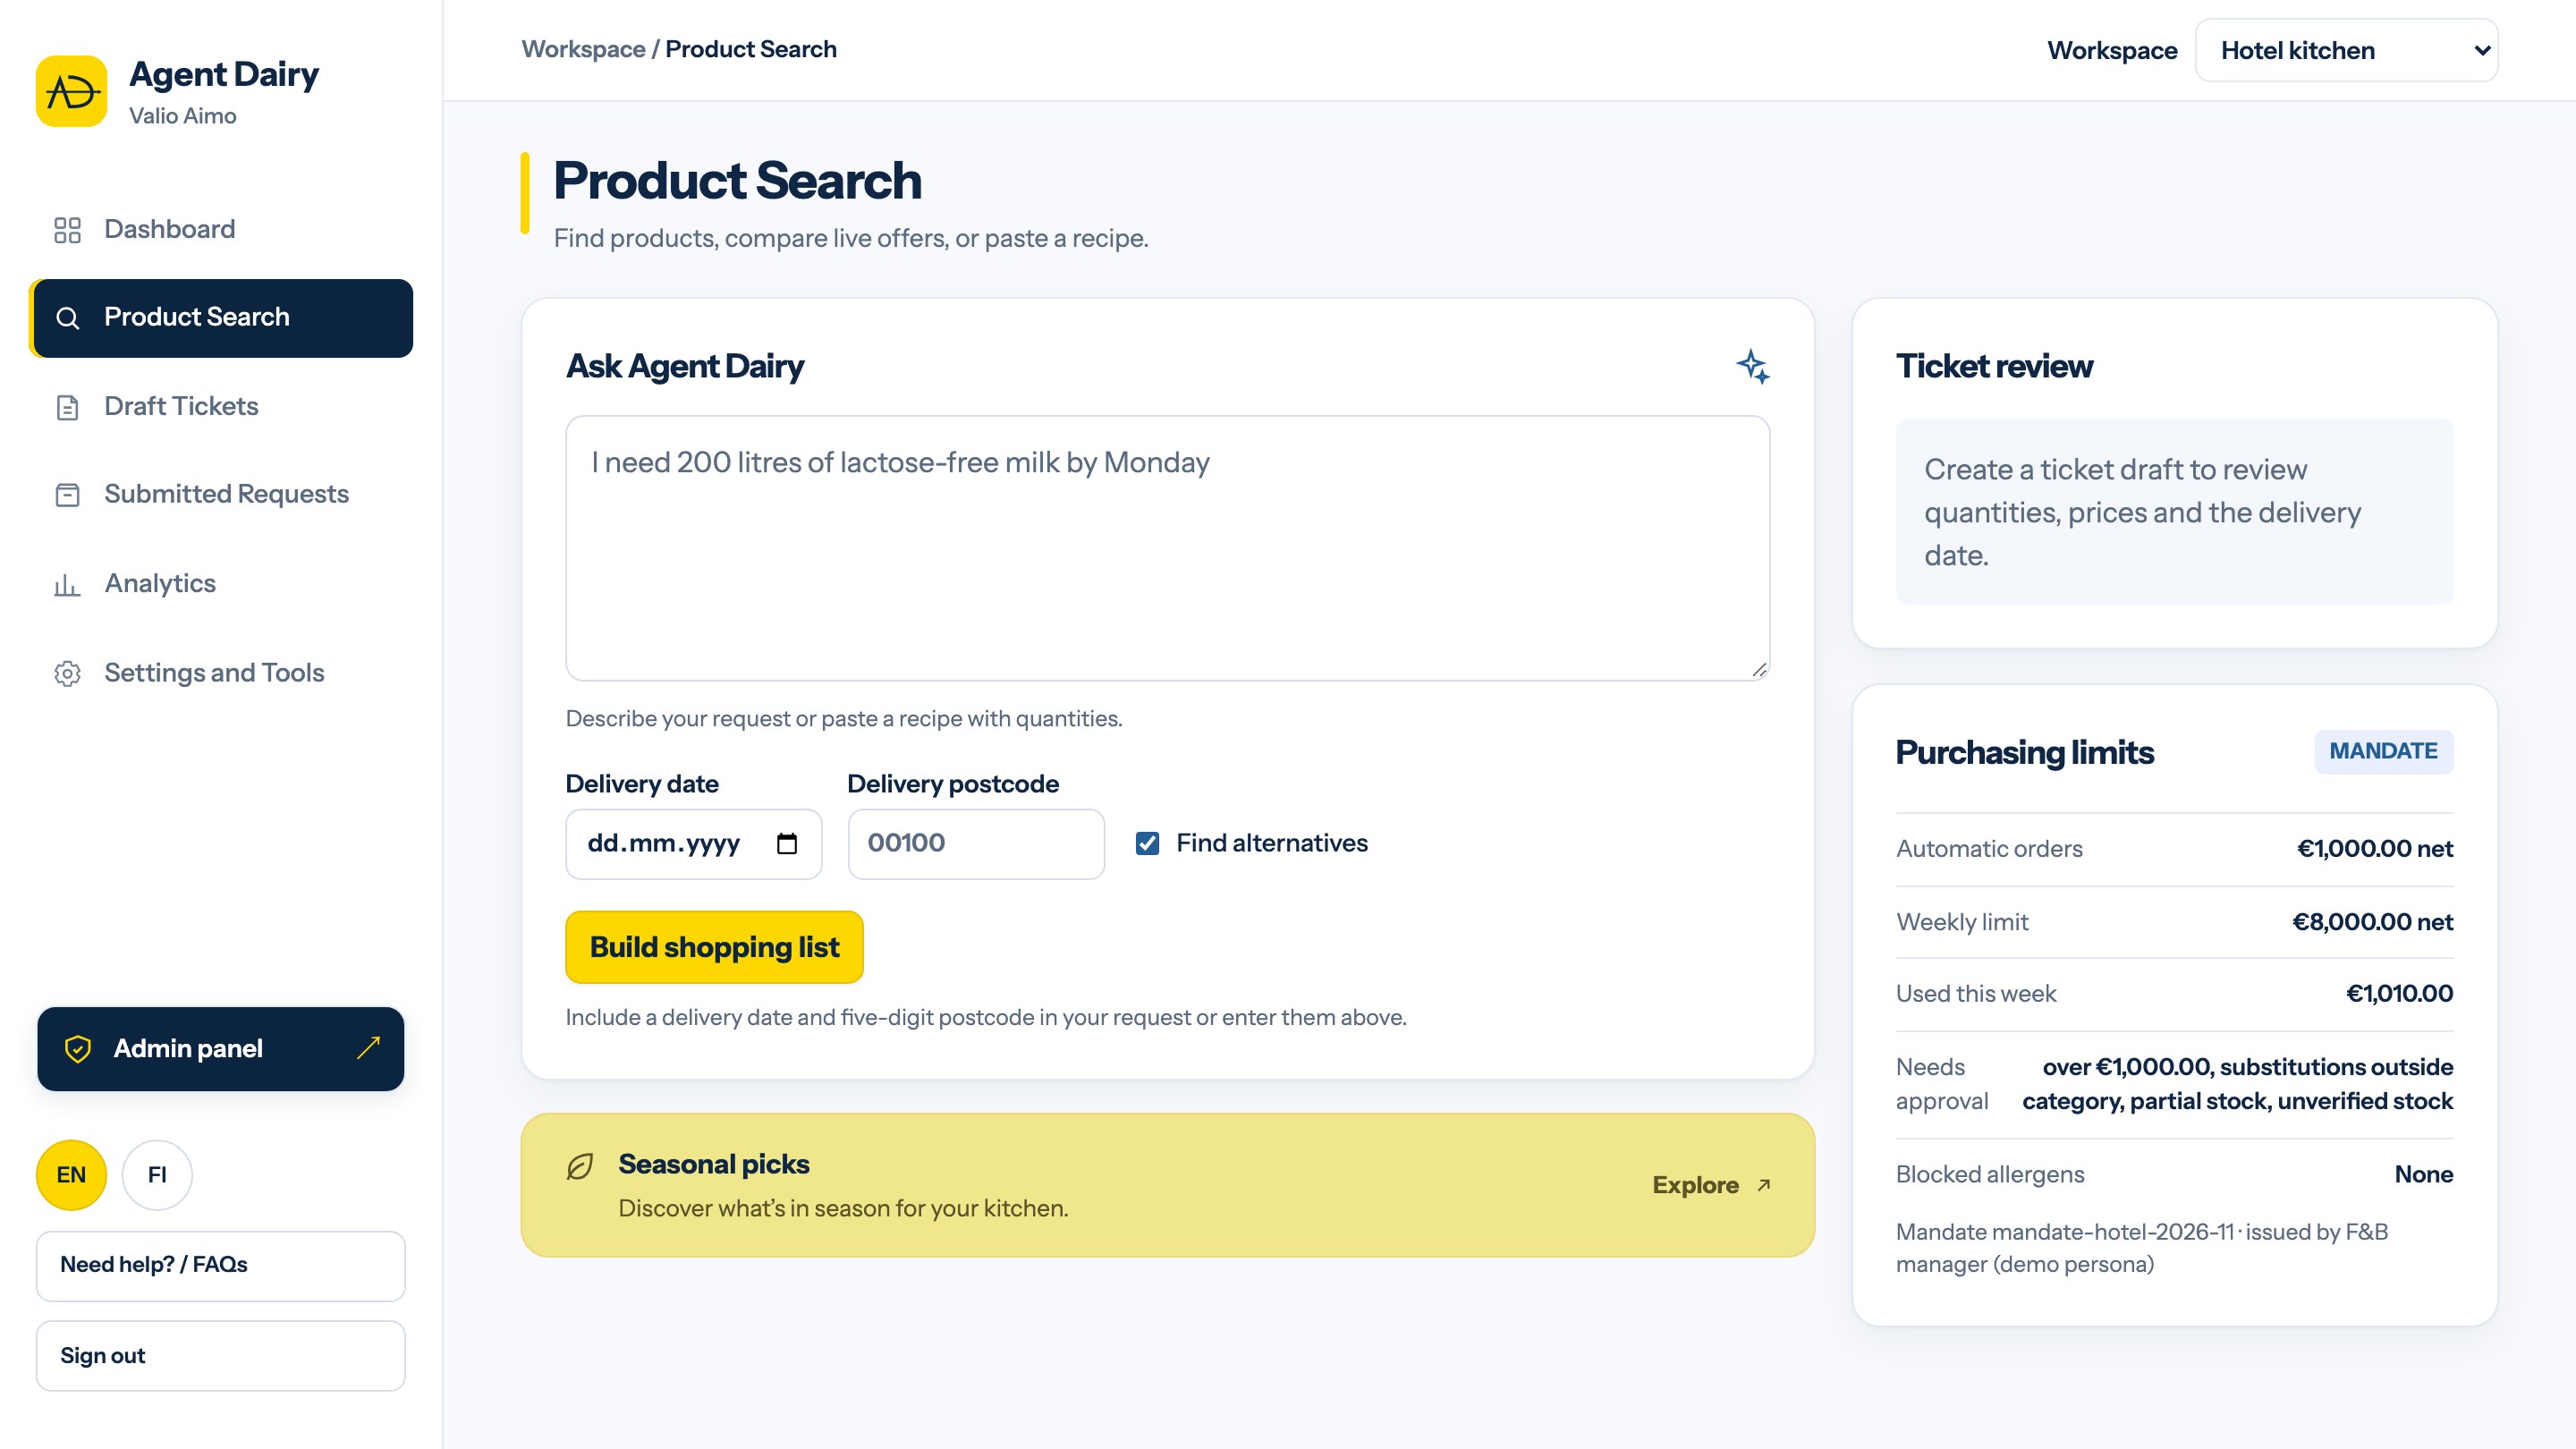 Agent Dairy
Valio Aimo
Dashboard
Product Search
Draft Tickets
Submitted Requests
Analytics
Settings and Tools
Admin panel
EN
FI
Need help? / FAQs
Sign out
Workspace / Product Search
Workspace
Hotel kitchen
Product Search
Find products, compare live offers, or paste a recipe.
Ask Agent Dairy
I need 200 litres of lactose-free milk by Monday
Describe your request or paste a recipe with quantities.
Delivery date
Delivery postcode
dd.mm.yyyy
00100
Find alternatives
Build shopping list
Include a delivery date and five-digit postcode in your request or enter them above.
Seasonal picks
Discover what's in season for your kitchen.
Explore
Ticket review
Create a ticket draft to review
quantities, prices and the delivery
date.
Purchasing limits
MANDATE
Automatic orders €1,000.00 net
Weekly limit €8,000.00 net
Used this week €1,010.00
Needs approval
over €1,000.00, substitutions outside
category, partial stock, unverified stock
Blocked allergens None
Mandate mandate-hotel-2026-11 · issued by F&B
manager (demo persona)